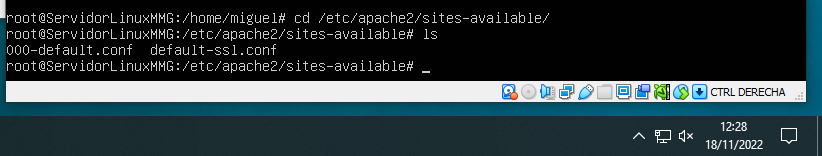 root@ServidorLinuxMMG:/home/miguel# cd /etc/apache2/sites-available/
root@ServidorLinuxMMG:/etc/apache2/sites-available# ls
000-default.conf  default-ssl.conf
root@ServidorLinuxMMG:/etc/apache2/sites-available# _
CTRL DERECHA
12:28
18/11/2022